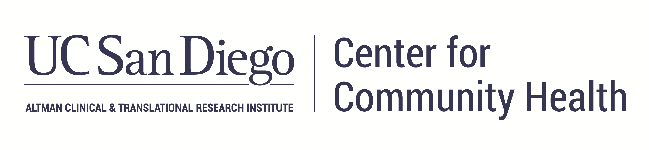 UC San Diego
ALTMAN CLINICAL & TRANSLATIONAL RESEARCH INSTITUTE
Center for
Community Health